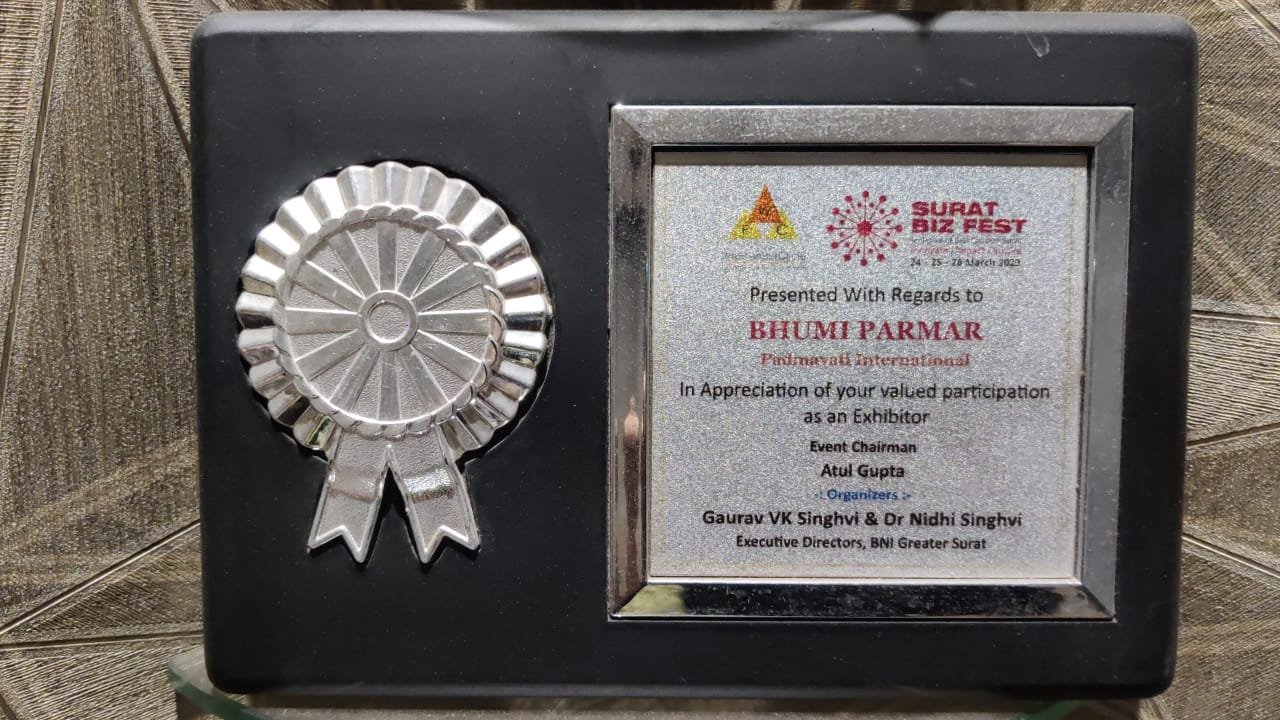 SURAT
BIZ FEST
24 - 25 - 26 March 2023
Presented With Regards to
BHUMI PARMAR
Padmavati International
In Appreciation of your valued participation
as an Exhibitor
Event Chairman
Atul Gupta
-: Organizers :-
Gaurav VK Singhvi & Dr Nidhi Singhvi
Executive Directors, BNI Greater Surat